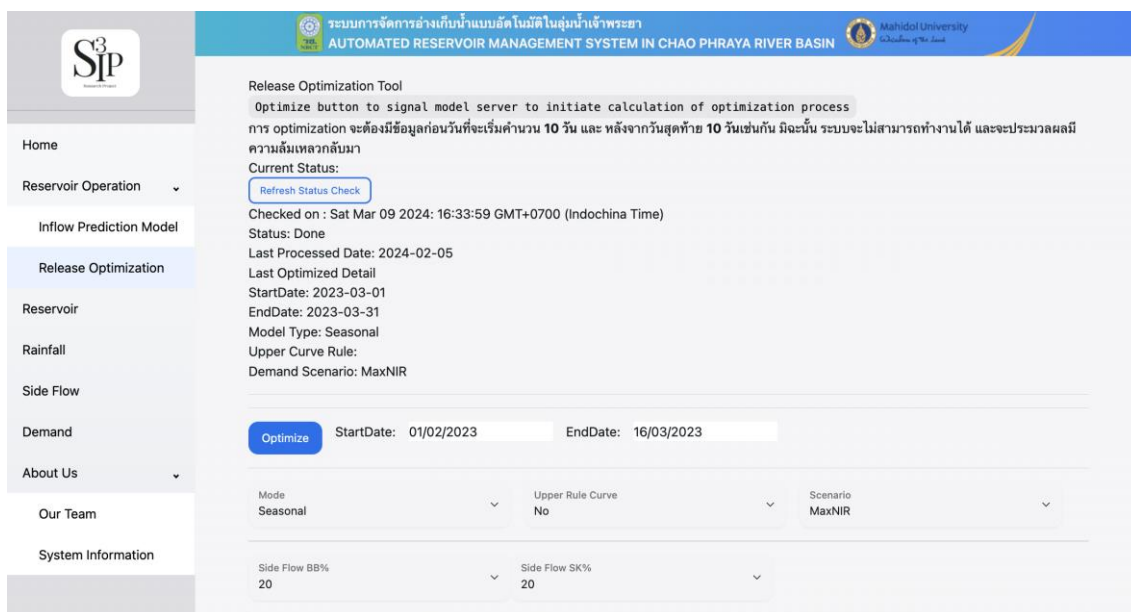 S3IP
Research Project
ระบบการจัดการอ่างเก็บน้ำแบบอัตโนมัติในลุ่มน้ำเจ้าพระยา
AUTOMATED RESERVOIR MANAGEMENT SYSTEM IN CHAO PHRAYA RIVER BASIN
วช.
NRCT
Mahidol University
Wisdom of the Land
Home
Reservoir Operation
Inflow Prediction Model
Release Optimization
Reservoir
Rainfall
Side Flow
Demand
About Us
Our Team
System Information
Release Optimization Tool
Optimize button to signal model server to initiate calculation of optimization process
การ optimization จะต้องมีข้อมูลก่อนวันที่จะเริ่มคำนวน 10 วัน และ หลังจากวันสุดท้าย 10 วันเช่นกัน มิฉะนั้น ระบบจะไม่สามารถทำงานได้ และจะประมวลผลมี
ความล้มเหลวกลับมา
Current Status:
Refresh Status Check
Checked on : Sat Mar 09 2024: 16:33:59 GMT+0700 (Indochina Time)
Status: Done
Last Processed Date: 2024-02-05
Last Optimized Detail
StartDate: 2023-03-01
EndDate: 2023-03-31
Model Type: Seasonal
Upper Curve Rule:
Demand Scenario: MaxNIR
Optimize StartDate: 01/02/2023 EndDate: 16/03/2023
Mode
Seasonal
Upper Rule Curve
No
Scenario
MaxNIR
Side Flow BB%
20
Side Flow SK%
20